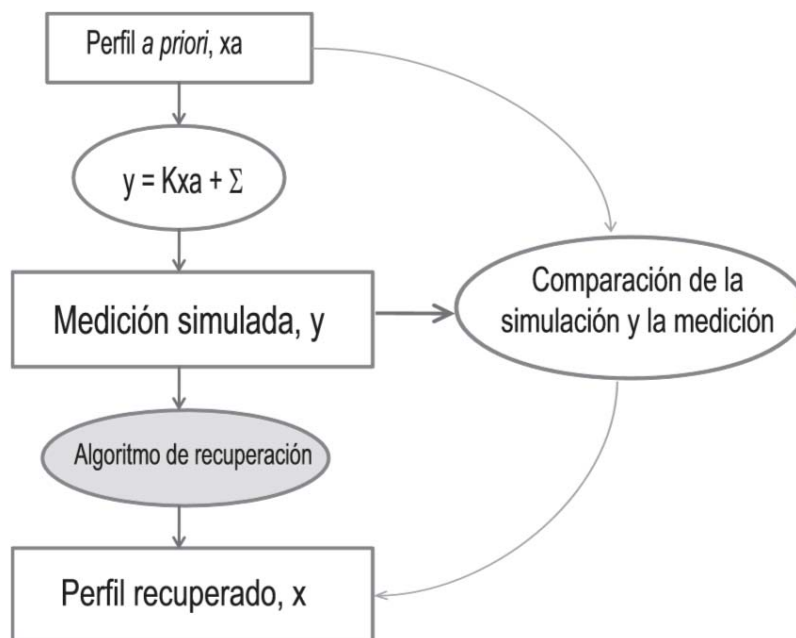 Perfil a priori, xa
y = Kxa + Σ
Medición simulada, y
Comparación de la
simulación y la medición
Algoritmo de recuperación
Perfil recuperado, x